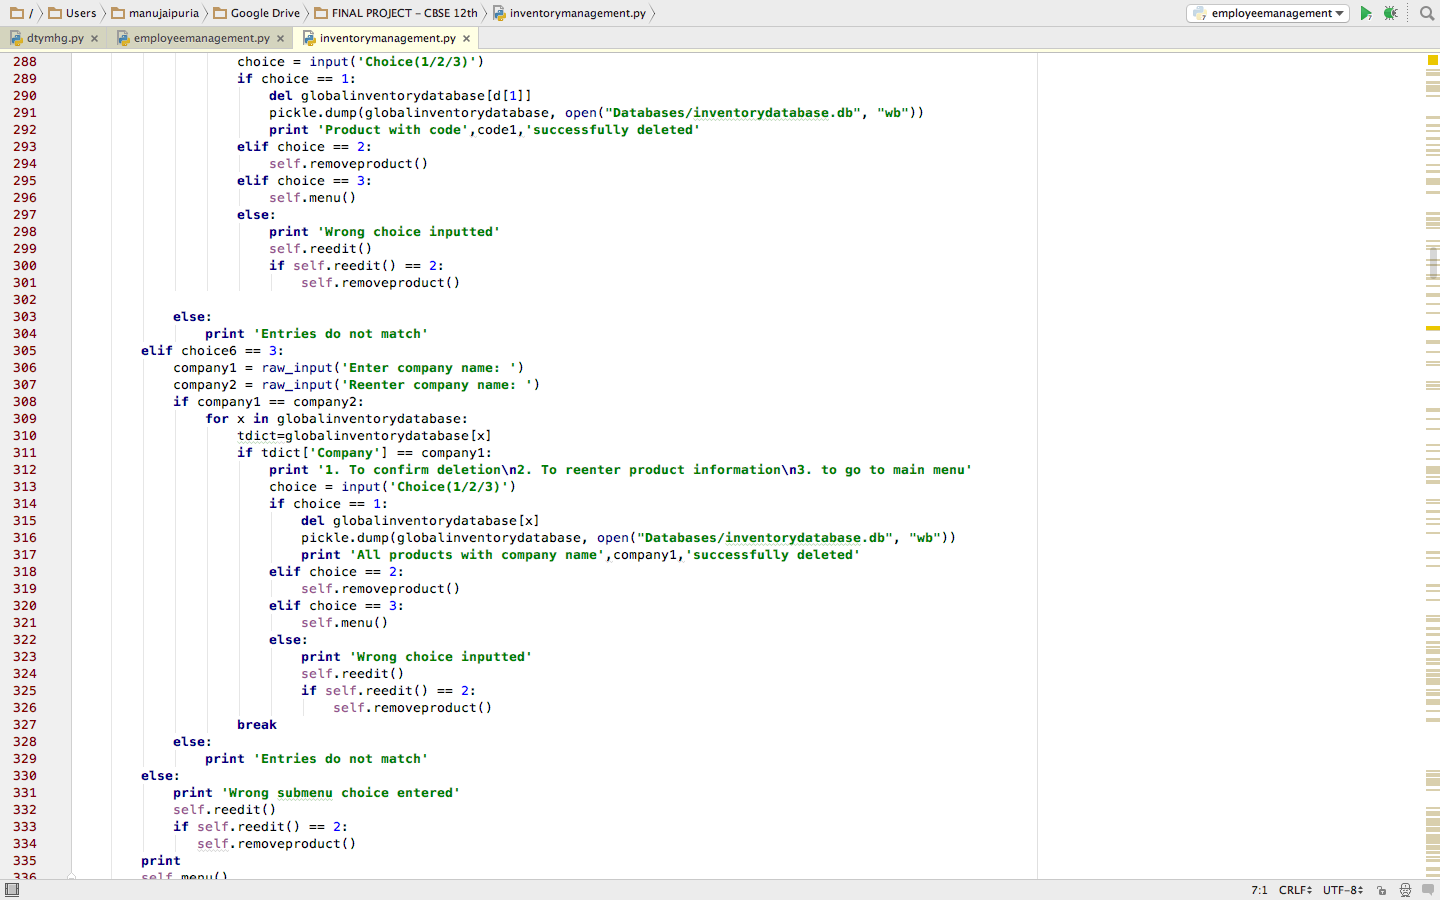 / Users manujaipuria Google Drive FINAL PROJECT – CBSE 12th inventorymanagement.py employeemanagement
dtymhg.py employeemanagement.py inventorymanagement.py
288 choice = input('Choice(1/2/3)')
289 if choice == 1:
290 del globalinventorydatabase[d[1]]
291 pickle.dump(globalinventorydatabase, open("Databases/inventorydatabase.db", "wb"))
292 print 'Product with code',code1,'successfully deleted'
293 elif choice == 2:
294 self.removeproduct()
295 elif choice == 3:
296 self.menu()
297 else:
298 print 'Wrong choice inputted'
299 self.reedit()
300 if self.reedit() == 2:
301 self.removeproduct()
302
303 else:
304 print 'Entries do not match'
305 elif choice6 == 3:
306 company1 = raw_input('Enter company name: ')
307 company2 = raw_input('Reenter company name: ')
308 if company1 == company2:
309 for x in globalinventorydatabase:
310 tdict=globalinventorydatabase[x]
311 if tdict['Company'] == company1:
312 print '1. To confirm deletion\n2. To reenter product information\n3. to go to main menu'
313 choice = input('Choice(1/2/3)')
314 if choice == 1:
315 del globalinventorydatabase[x]
316 pickle.dump(globalinventorydatabase, open("Databases/inventorydatabase.db", "wb"))
317 print 'All products with company name',company1,'successfully deleted'
318 elif choice == 2:
319 self.removeproduct()
320 elif choice == 3:
321 self.menu()
322 else:
323 print 'Wrong choice inputted'
324 self.reedit()
325 if self.reedit() == 2:
326 self.removeproduct()
327 break
328 else:
329 print 'Entries do not match'
330 else:
331 print 'Wrong submenu choice entered'
332 self.reedit()
333 if self.reedit() == 2:
334 self.removeproduct()
335 print
336 self.menu()
7:1 CRLF UTF-8